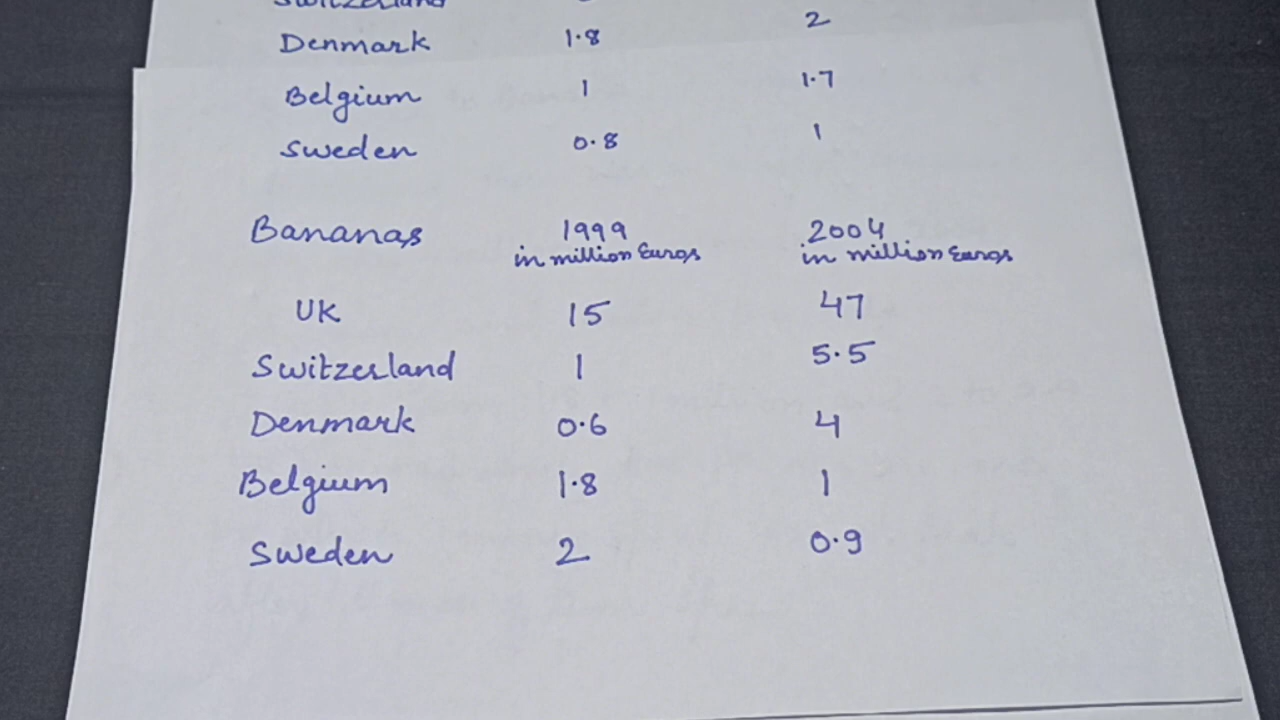 Switzerland
Denmark 1.8 2
Belgium 1 1.7
Sweden 0.8 1
Bananas 1999 2004
in million Euros in million Euros
UK 15 47
Switzerland 1 5.5
Denmark 0.6 4
Belgium 1.8 1
Sweden 2 0.9